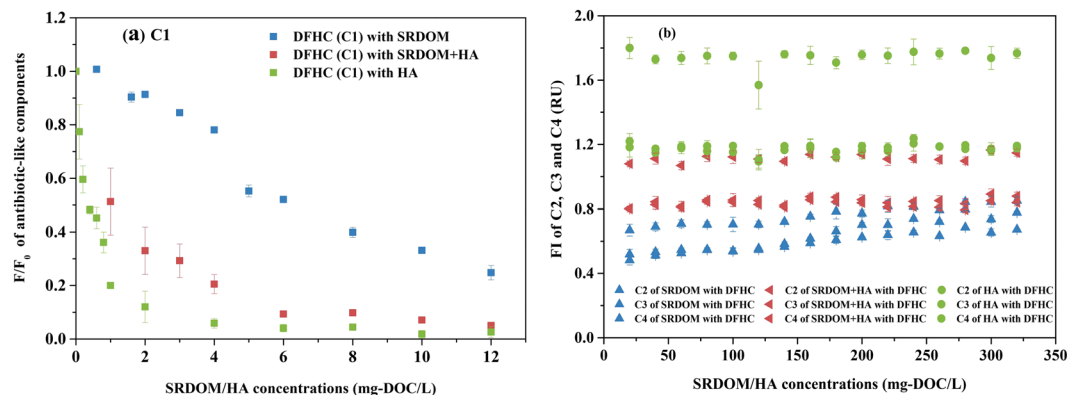 (a) C1
DFHC (C1) with SRDOM
DFHC (C1) with SRDOM+HA
DFHC (C1) with HA
F/F0 of antibiotic-like components
1.2
1.0
0.8
0.6
0.4
0.2
0.0
0 2 4 6 8 10 12
SRDOM/HA concentrations (mg-DOC/L)
(b)
FI of C2, C3 and C4 (RU)
2.0
1.6
1.2
0.8
0.4
0.0
C2 of SRDOM with DFHC C2 of SRDOM+HA with DFHC C2 of HA with DFHC
C3 of SRDOM with DFHC C3 of SRDOM+HA with DFHC C3 of HA with DFHC
C4 of SRDOM with DFHC C4 of SRDOM+HA with DFHC C4 of HA with DFHC
0 50 100 150 200 250 300 350
SRDOM/HA concentrations (mg-DOC/L)